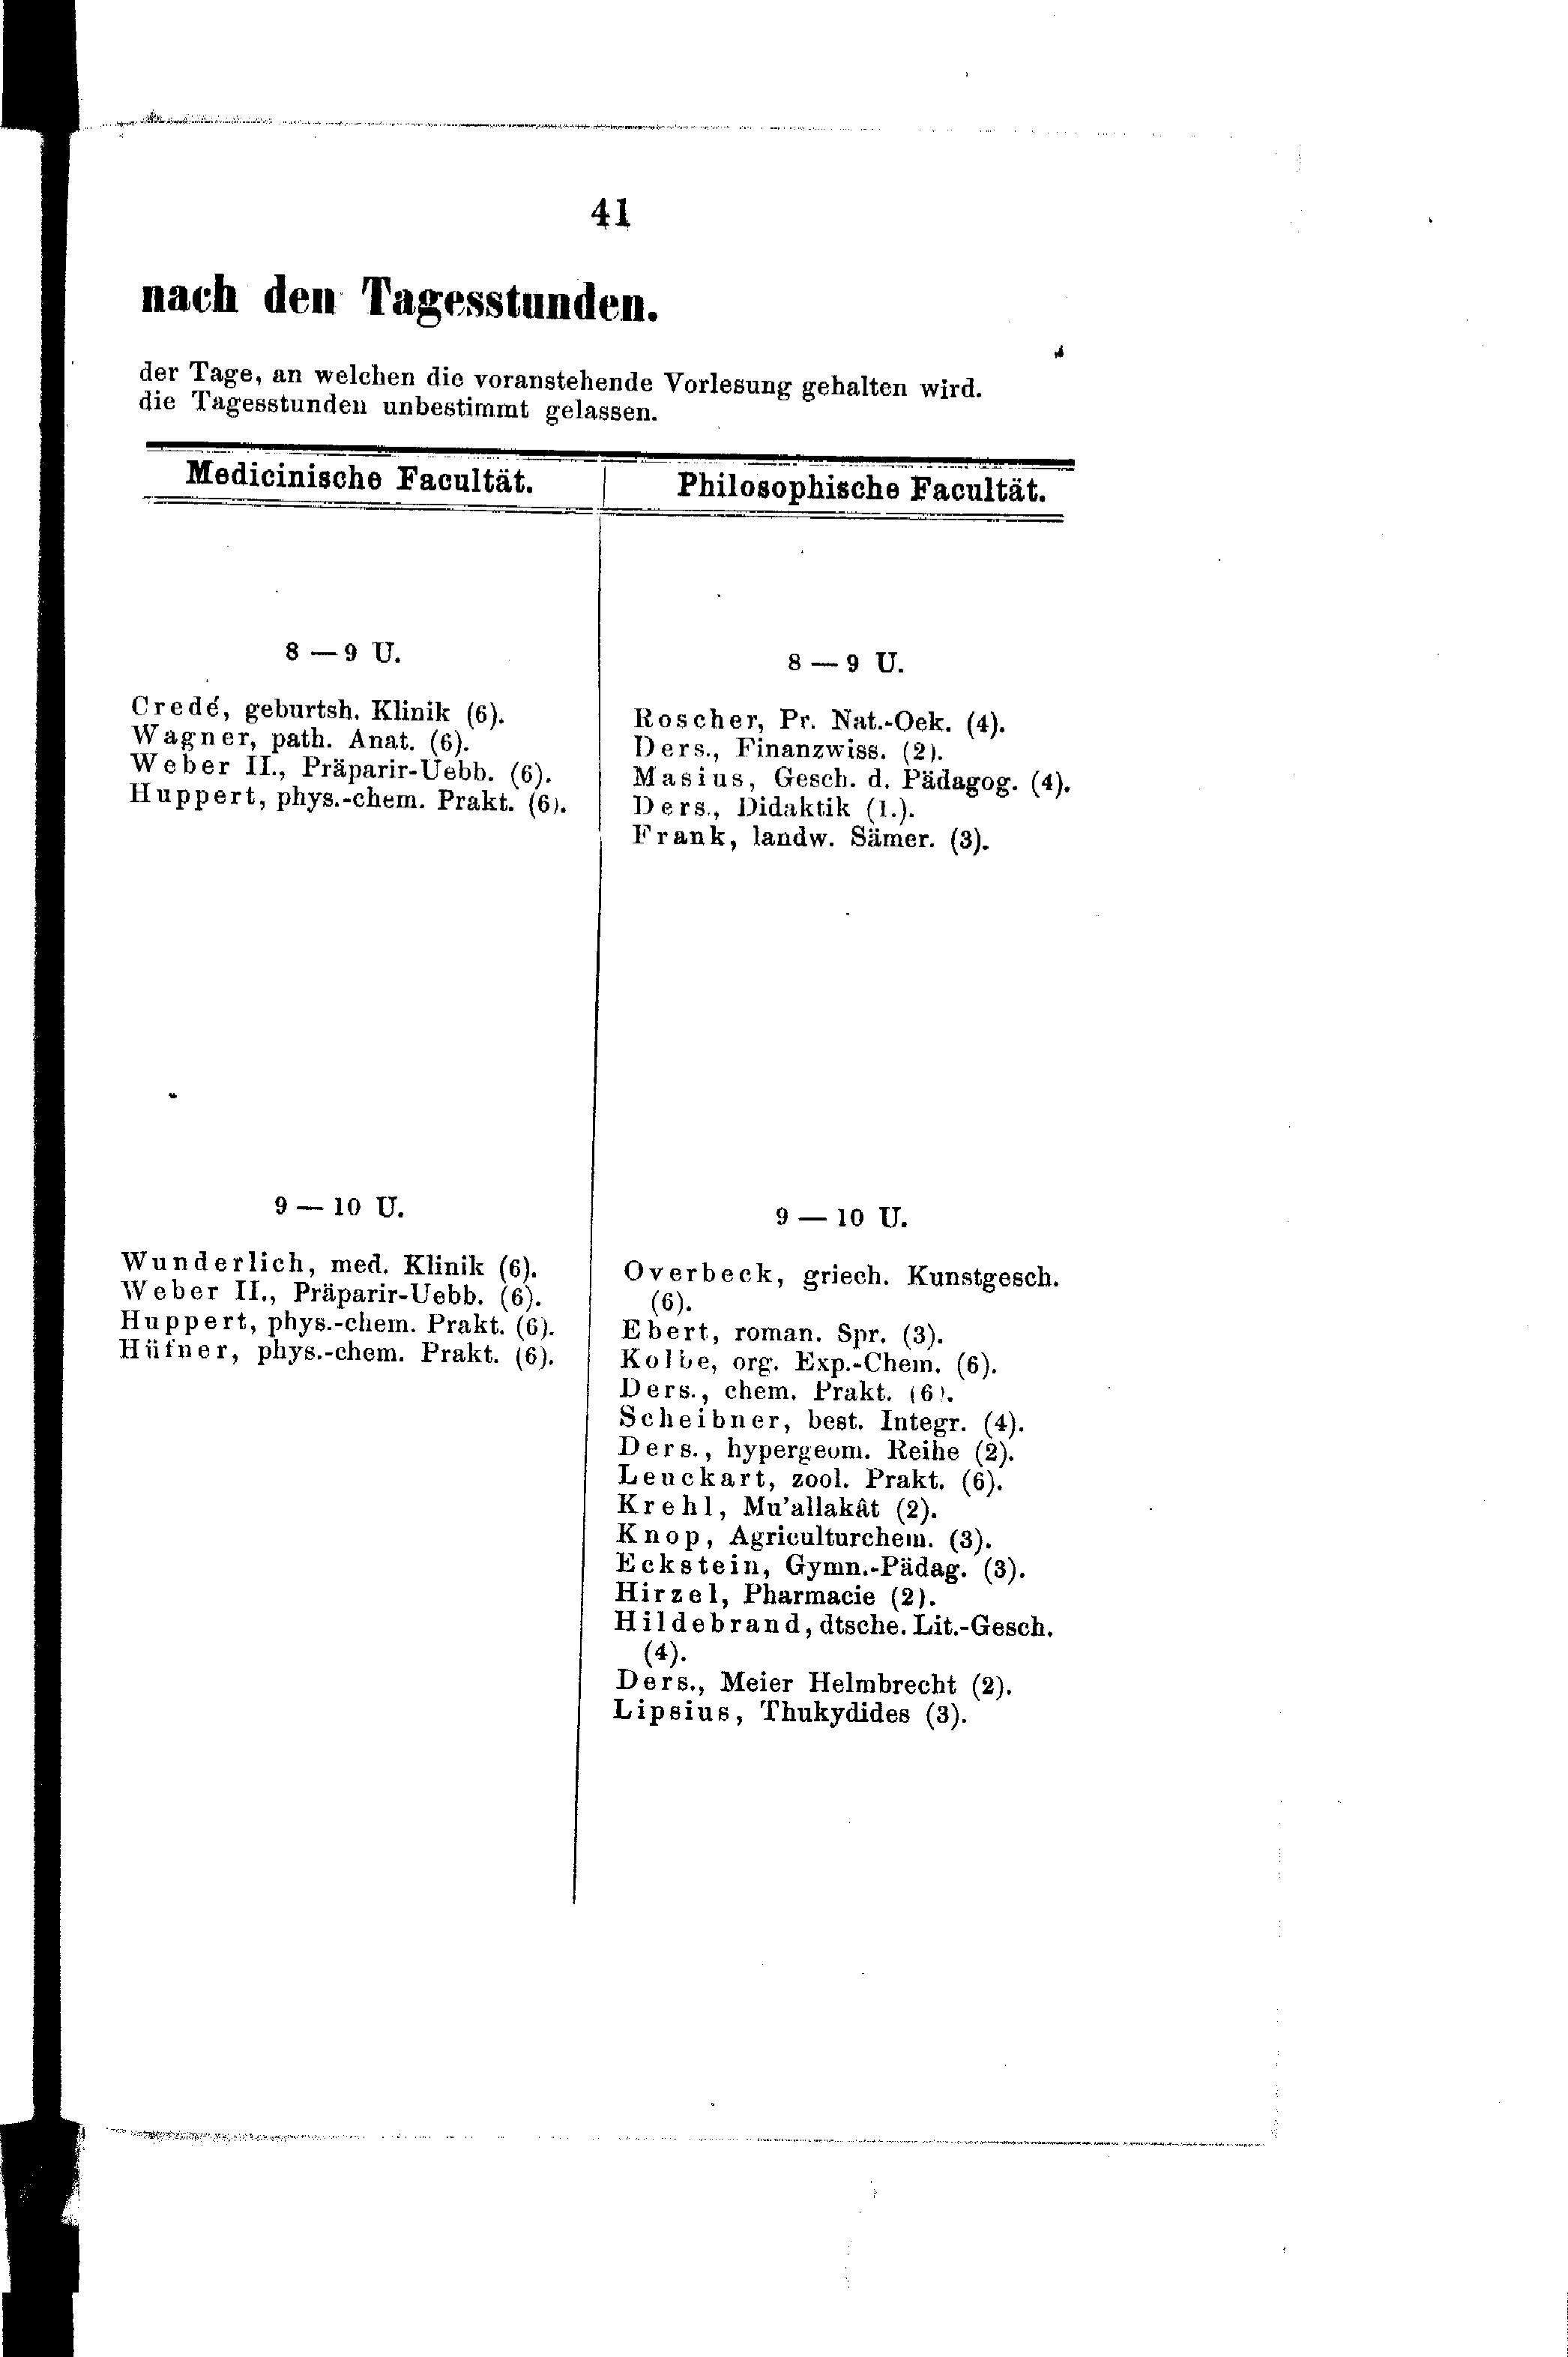 41
nach den Tagesstunden.
der Tage, an welchen die voranstehende Vorlesung gehalten wird.
die Tagesstunden unbestimmt gelassen.
Medicinische Facultät.
8 — 9 U.
Credé, geburtsh. Klinik (6).
Wagner, path. Anat. (6).
Weber II., Präparir-Uebb. (6).
Huppert, phys.-chem. Prakt. (6).
9 — 10 U.
Wunderlich, med. Klinik (6).
Weber II., Präparir-Uebb. (6).
Huppert, phys.-chem. Prakt. (6).
Hüfner, phys.-chem. Prakt. (6).
Philosophische Facultät.
8 — 9 U.
Roscher, Pr. Nat.-Oek. (4).
Ders., Finanzwiss. (2).
Masius, Gesch. d. Pädagog. (4).
Ders., Didaktik (1.).
Frank, landw. Sämer. (3).
9 — 10 U.
Overbeck, griech. Kunstgesch.
(6).
Ebert, roman. Spr. (3).
Kolbe, org. Exp.-Chem. (6).
Ders., chem. Prakt. (6).
Scheibner, best. Integr. (4).
Ders., hypergeom. Reihe (2).
Leuckart, zool. Prakt. (6).
Krehl, Mu'allakât (2).
Knop, Agriculturchem. (3).
Eckstein, Gymn.-Pädag. (3).
Hirzel, Pharmacie (2).
Hildebrand, dtsche. Lit.-Gesch.
(4).
Ders., Meier Helmbrecht (2).
Lipsius, Thukydides (3).